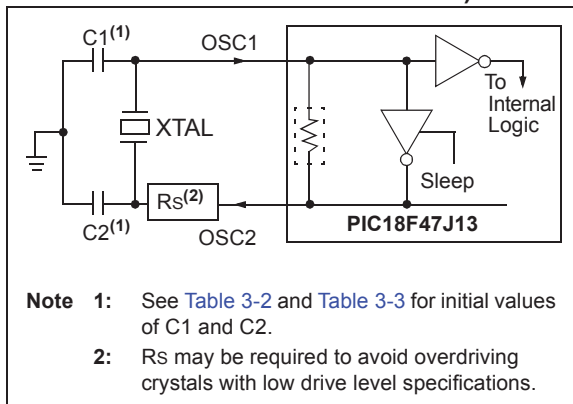 C1(1)
OSC1
To
Internal
Logic
XTAL
Sleep
RS(2)
C2(1)
OSC2
PIC18F47J13
Note 1: See Table 3-2 and Table 3-3 for initial values
of C1 and C2.
2: RS may be required to avoid overdriving
crystals with low drive level specifications.